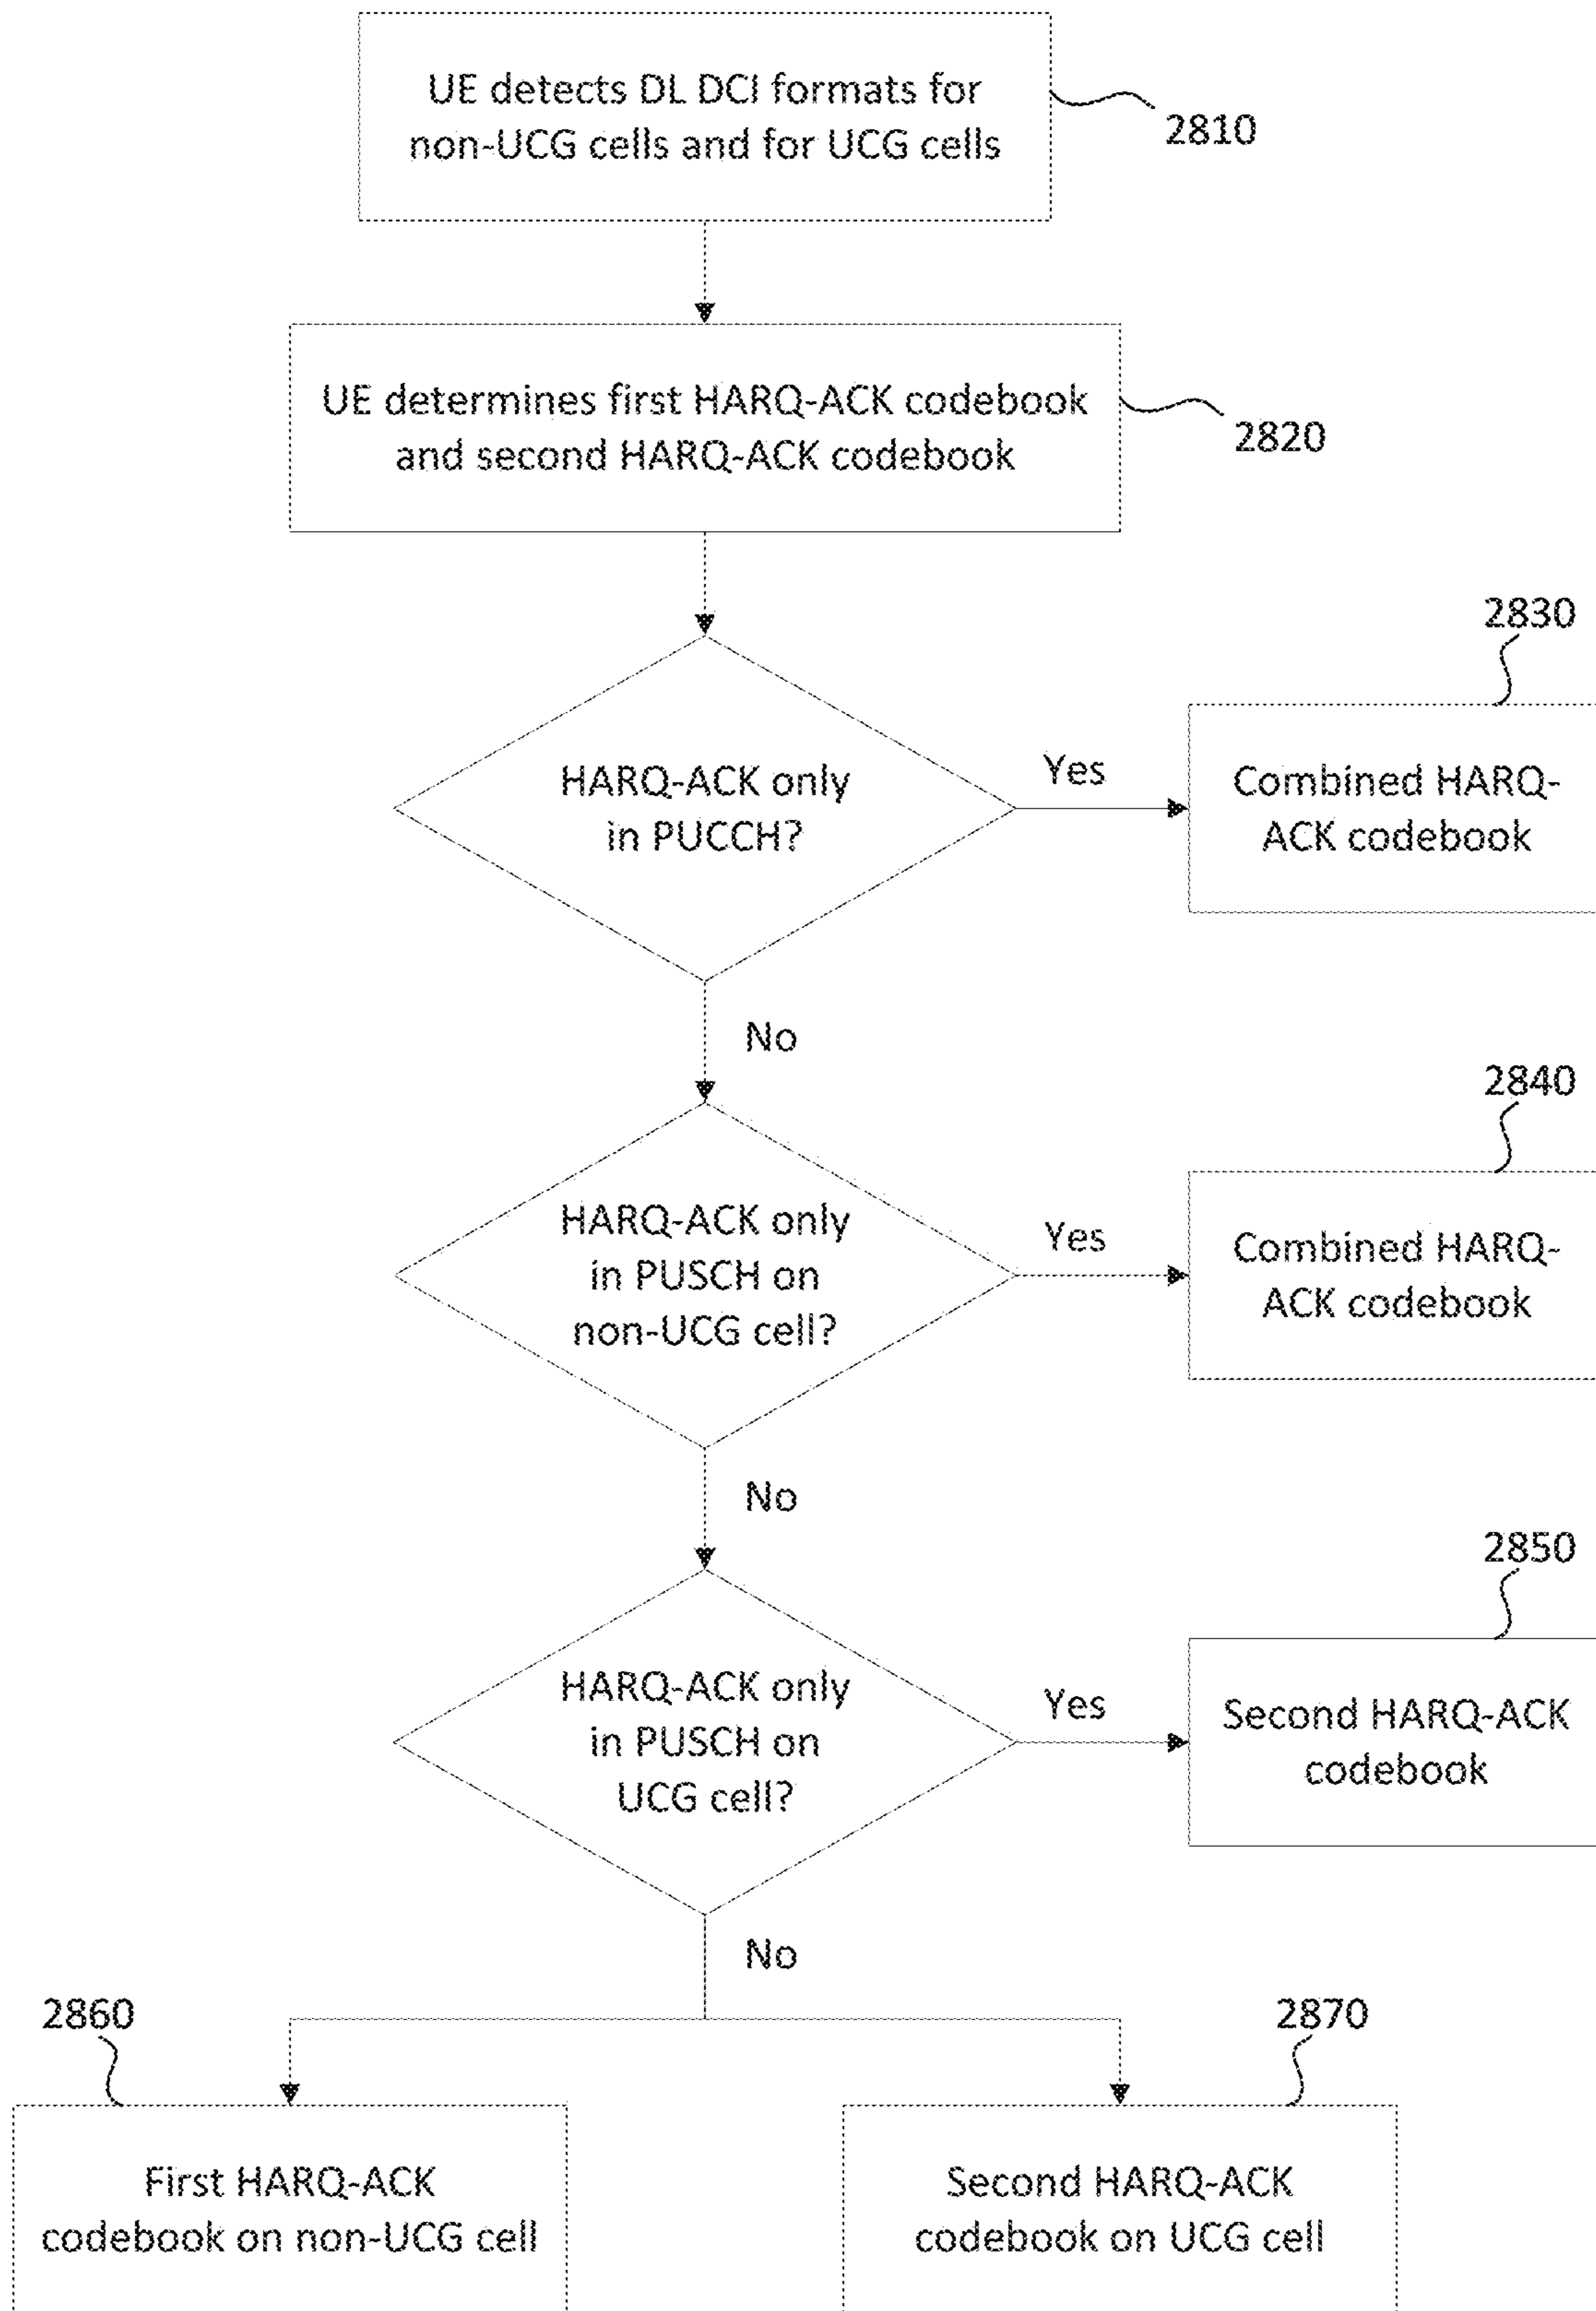 UE detects DL DCI formats for
non-UCG cells and for UCG cells
2810
UE determines first HARQ-ACK codebook
and second HARQ-ACK codebook
2820
2830
HARQ-ACK only
in PUCCH?
Yes
Combined HARQ-
ACK codebook
No
2840
HARQ-ACK only
in PUSCH on
non-UCG cell?
Yes
Combined HARQ-
ACK codebook
No
2850
HARQ-ACK only
in PUSCH on
UCG cell?
Yes
Second HARQ-ACK
codebook
No
2860
2870
First HARQ-ACK
codebook on non-UCG cell
Second HARQ-ACK
codebook on UCG cell